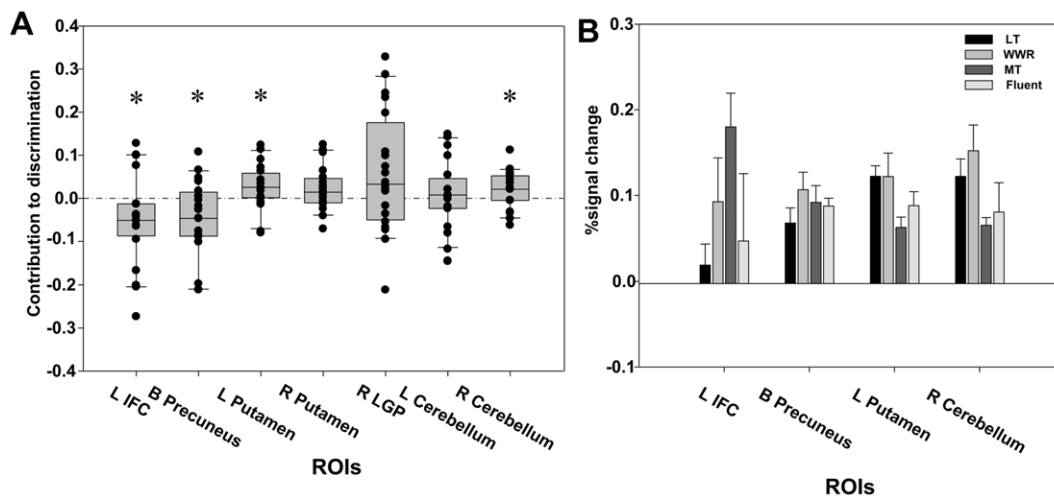 A
Contribution to discrimination
0.4
0.3
0.2
0.1
0.0
-0.1
-0.2
-0.3
-0.4
* * * *
L IFC
B Precuneus
L Putamen
R Putamen
R LGP
L Cerebellum
R Cerebellum
ROIs
B
%signal change
0.3
0.2
0.1
0.0
-0.1
LT
WWR
MT
Fluent
L IFC
B Precuneus
L Putamen
R Cerebellum
ROIs